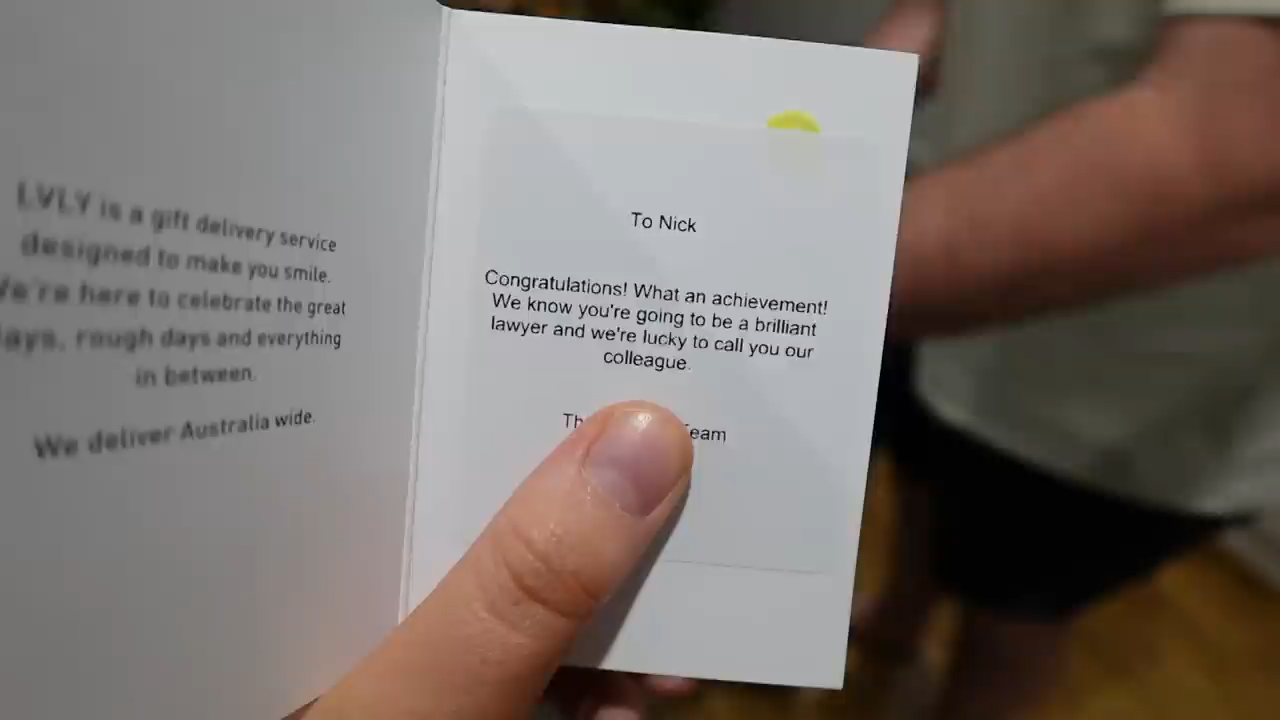 LVLY is a gift delivery service
designed to make you smile.
We're here to celebrate the great
days, rough days and everything
in between.
We deliver Australia wide.
To Nick
Congratulations! What an achievement!
We know you're going to be a brilliant
lawyer and we're lucky to call you our
colleague.
Team